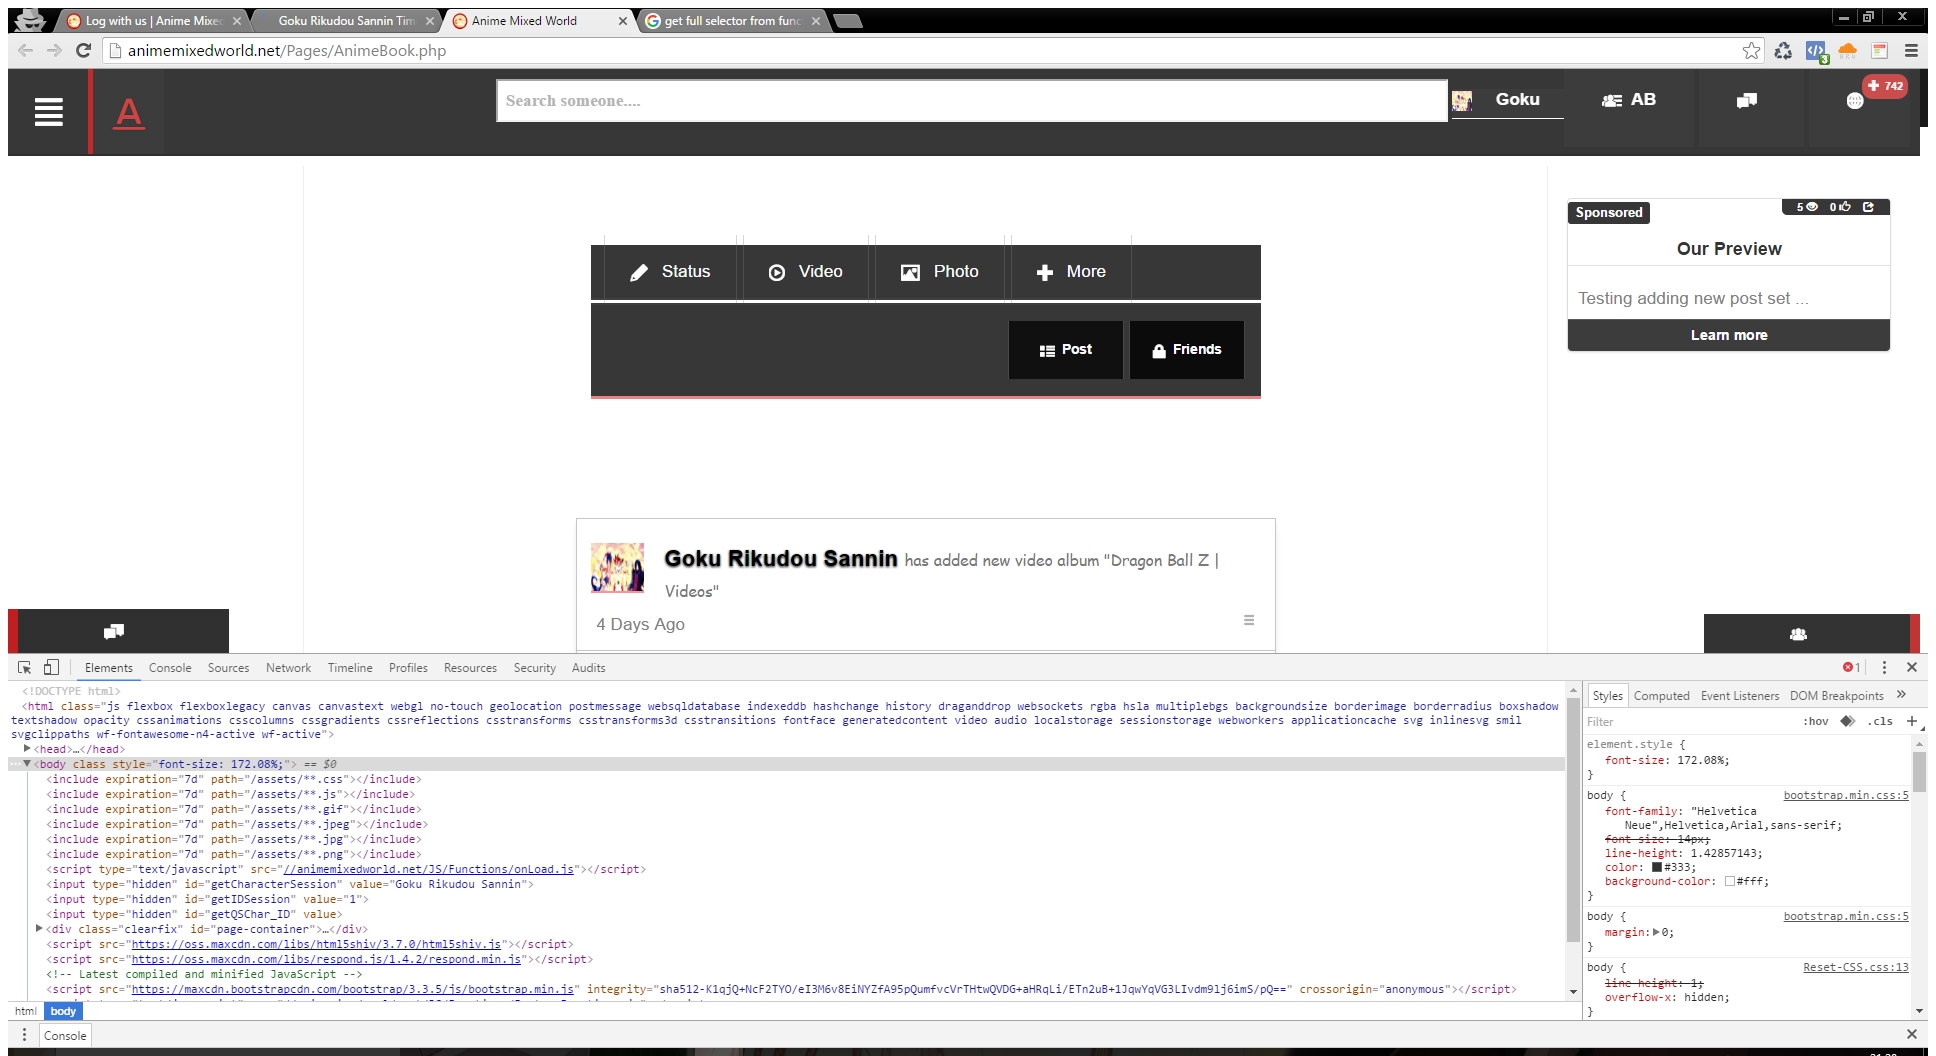 Log with us | Anime Mixe
Goku Rikudou Sannin Tim
Anime Mixed World
get full selector from func
animemixedworld.net/Pages/AnimeBook.php
3
A
Search someone....
Goku
AB
742
Sponsored
5
0
Our Preview
Testing adding new post set ...
Learn more
Status
Video
Photo
More
Post
Friends
Goku Rikudou Sannin has added new video album "Dragon Ball Z |
Videos"
4 Days Ago
Elements Console Sources Network Timeline Profiles Resources Security Audits
1
<!DOCTYPE html>
<html class="js flexbox flexboxlegacy canvas canvastext webgl no-touch geolocation postmessage websqldatabase indexeddb hashchange history draganddrop websockets rgba hsla multiplebgs backgroundsize borderimage borderradius boxshadow
textshadow opacity cssanimations csscolumns cssgradients cssreflections csstransforms csstransforms3d csstransitions fontface generatedcontent video audio localstorage sessionstorage webworkers applicationcache svg inlinesvg smil
svgclippaths wf-fontawesome-n4-active wf-active">
<head>…</head>
<body class style="font-size: 172.08%;"> == $0
<include expiration="7d" path="/assets/**.css"></include>
<include expiration="7d" path="/assets/**.js"></include>
<include expiration="7d" path="/assets/**.gif"></include>
<include expiration="7d" path="/assets/**.jpeg"></include>
<include expiration="7d" path="/assets/**.jpg"></include>
<include expiration="7d" path="/assets/**.png"></include>
<script type="text/javascript" src="//animemixedworld.net/JS/Functions/onLoad.js"></script>
<input type="hidden" id="getCharacterSession" value="Goku Rikudou Sannin">
<input type="hidden" id="getIDSession" value="1">
<input type="hidden" id="getQSChar_ID" value>
<div class="clearfix" id="page-container">…</div>
<script src="https://oss.maxcdn.com/libs/html5shiv/3.7.0/html5shiv.js"></script>
<script src="https://oss.maxcdn.com/libs/respond.js/1.4.2/respond.min.js"></script>
<!-- Latest compiled and minified JavaScript -->
<script src="https://maxcdn.bootstrapcdn.com/bootstrap/3.3.5/js/bootstrap.min.js" integrity="sha512-K1qjQ+NcF2TYO/eI3M6v8EiNYZfA95pQumfvcVrTHtwQVDG+aHRqLi/ETn2uB+1JqwYqVG3LIvdm9lj6imS/pQ==" crossorigin="anonymous"></script>
html body
Console
Styles Computed Event Listeners DOM Breakpoints »
Filter :hov .cls +
element.style {
font-size: 172.08%;
}
body { bootstrap.min.css:5
font-family: "Helvetica
Neue",Helvetica,Arial,sans-serif;
font-size: 14px;
line-height: 1.42857143;
color: #333;
background-color: #fff;
}
body { bootstrap.min.css:5
margin: 0;
}
body { Reset-CSS.css:13
line-height: 1;
overflow-x: hidden;
}